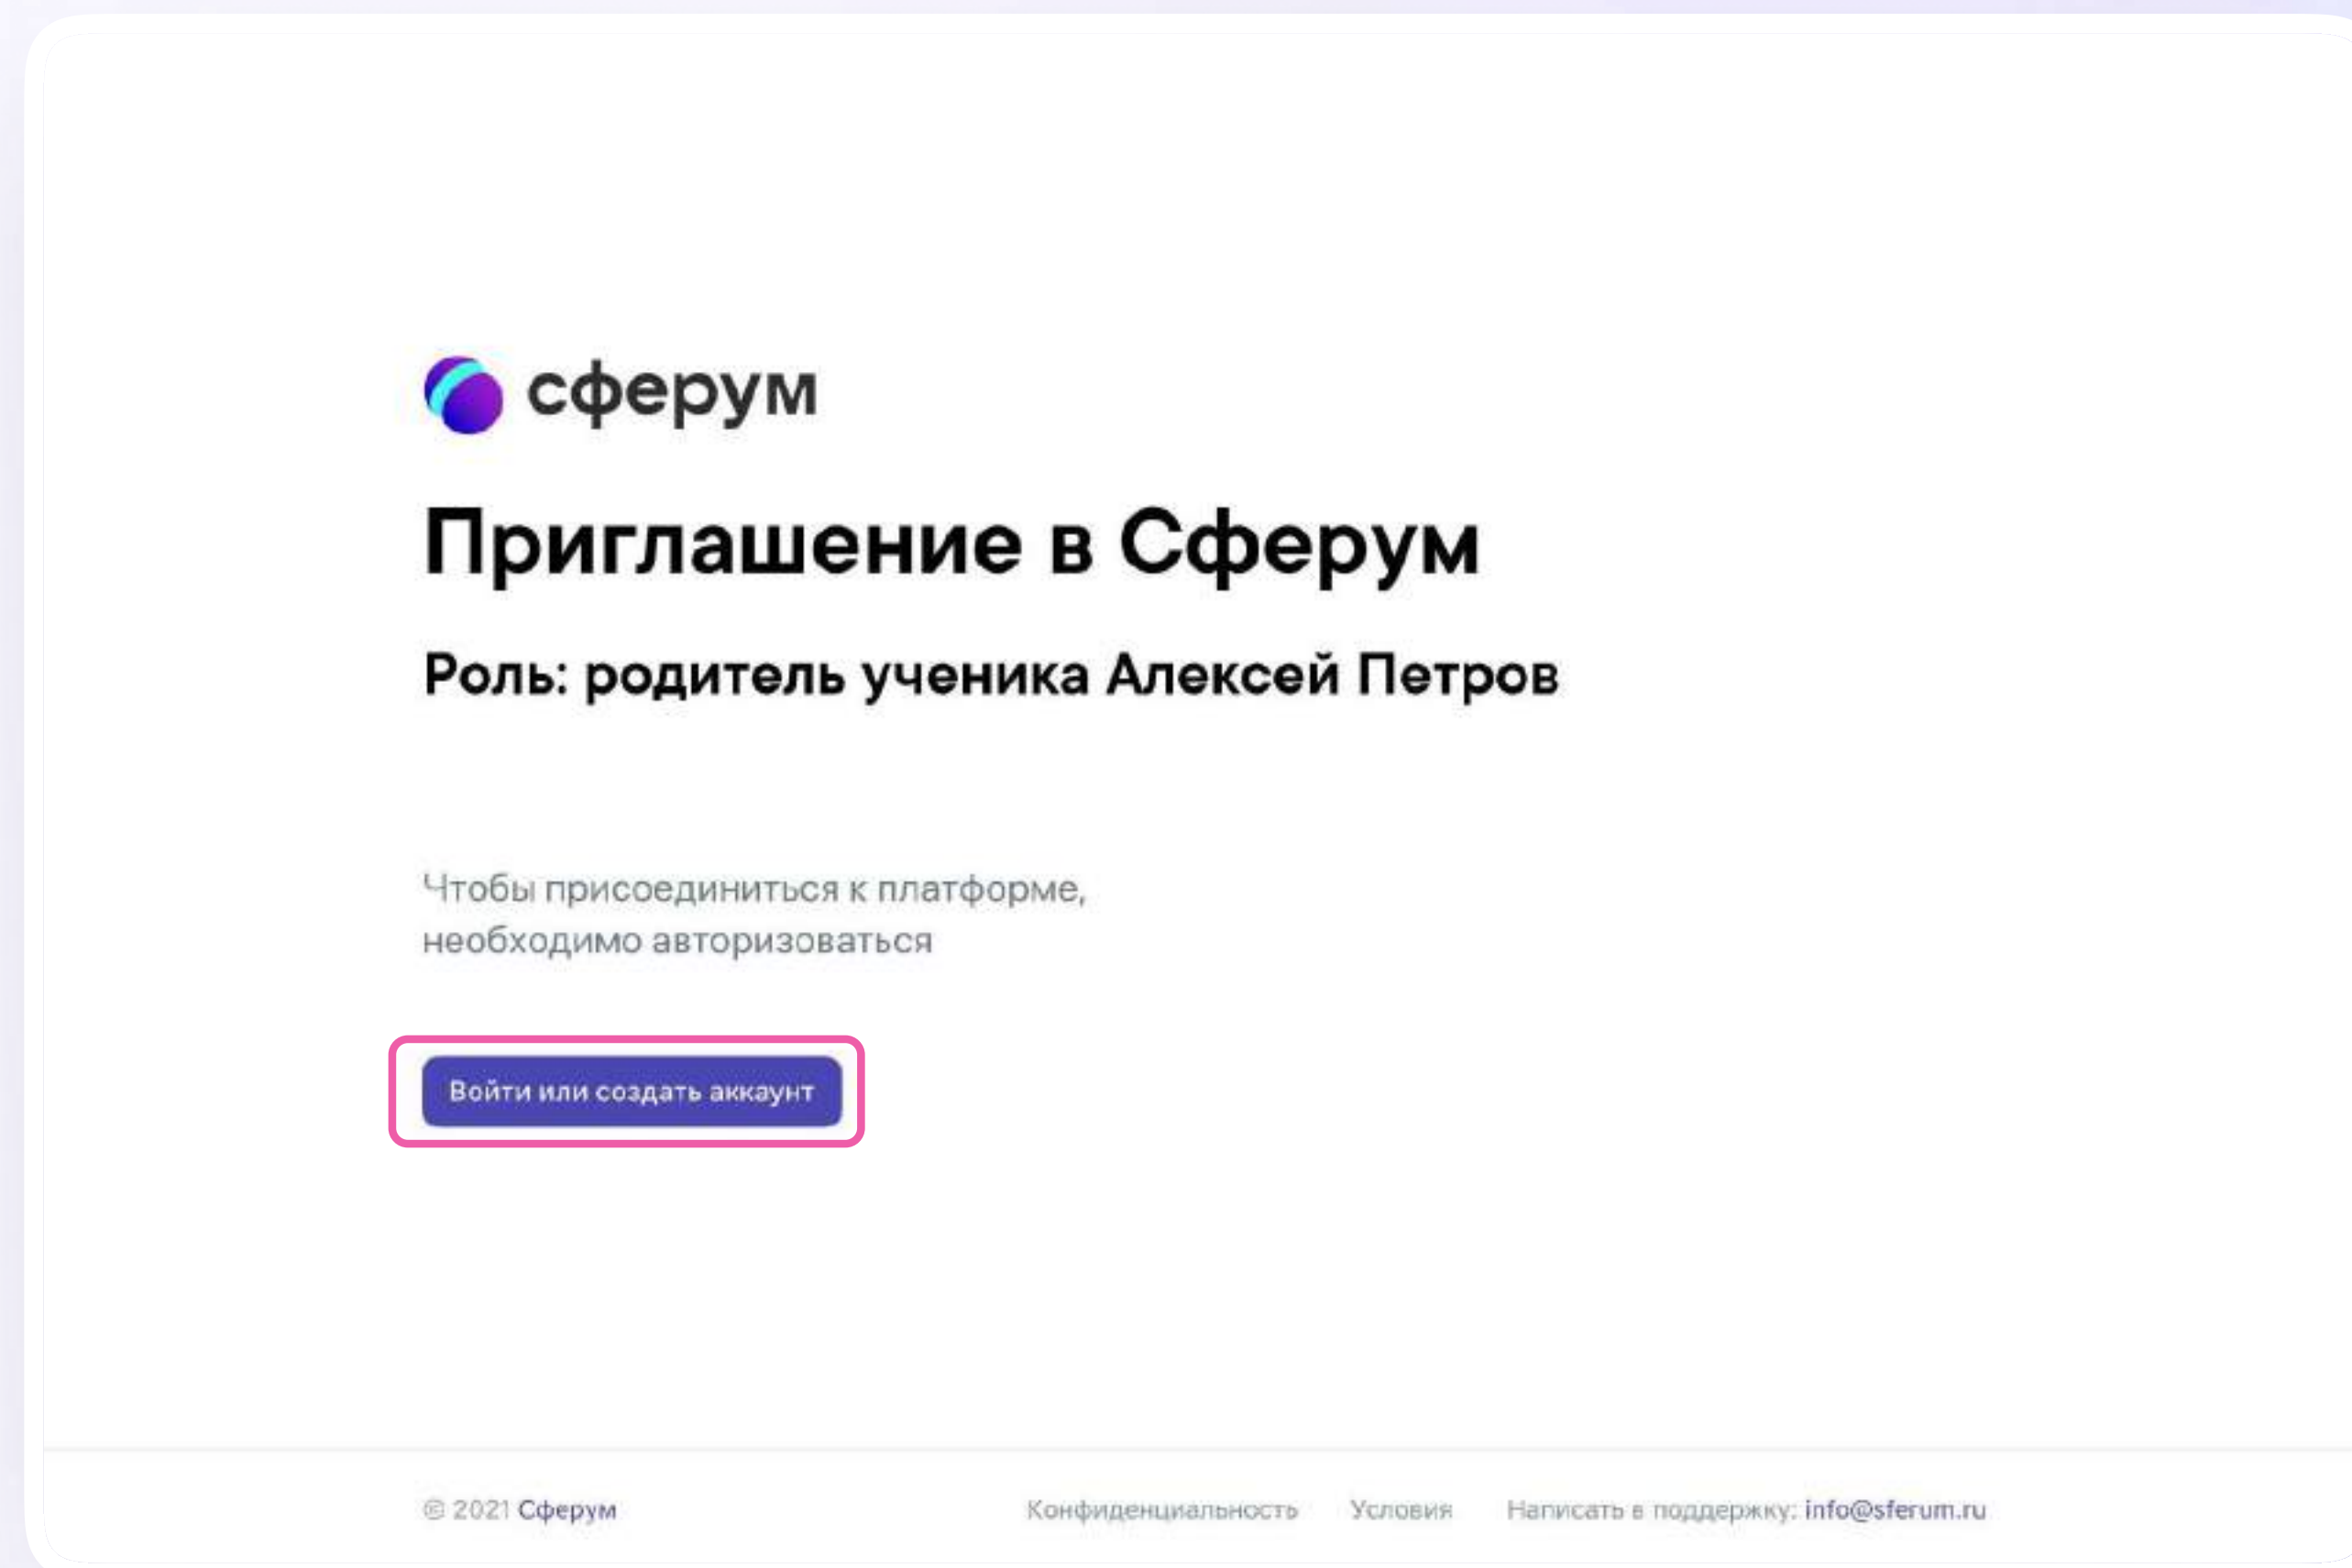 сферум
Приглашение в Сферум
Роль: родитель ученика Алексей Петров
Чтобы присоединиться к платформе,
необходимо авторизоваться
Войти или создать аккаунт
© 2021 Сферум Конфиденциальность Условия Написать в поддержку: info@sferum.ru